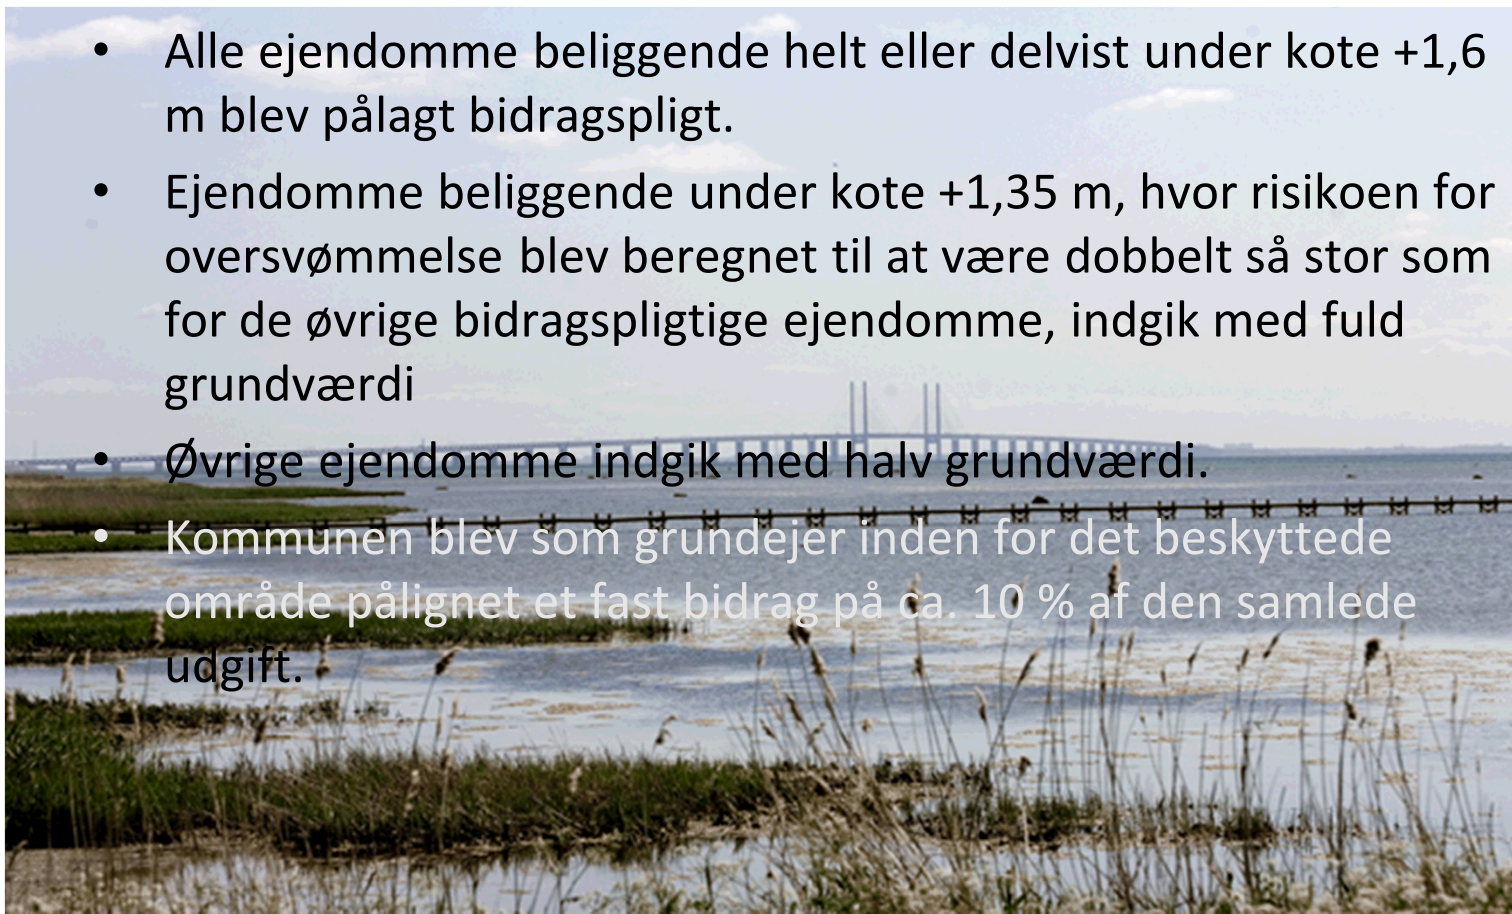 • Alle ejendomme beliggende helt eller delvist under kote +1,6
m blev pålagt bidragspligt.
• Ejendomme beliggende under kote +1,35 m, hvor risikoen for
oversvømmelse blev beregnet til at være dobbelt så stor som
for de øvrige bidragspligtige ejendomme, indgik med fuld
grundværdi
• Øvrige ejendomme indgik med halv grundværdi.
• Kommunen blev som grundejer inden for det beskyttede
område pålignet et fast bidrag på ca. 10 % af den samlede
udgift.